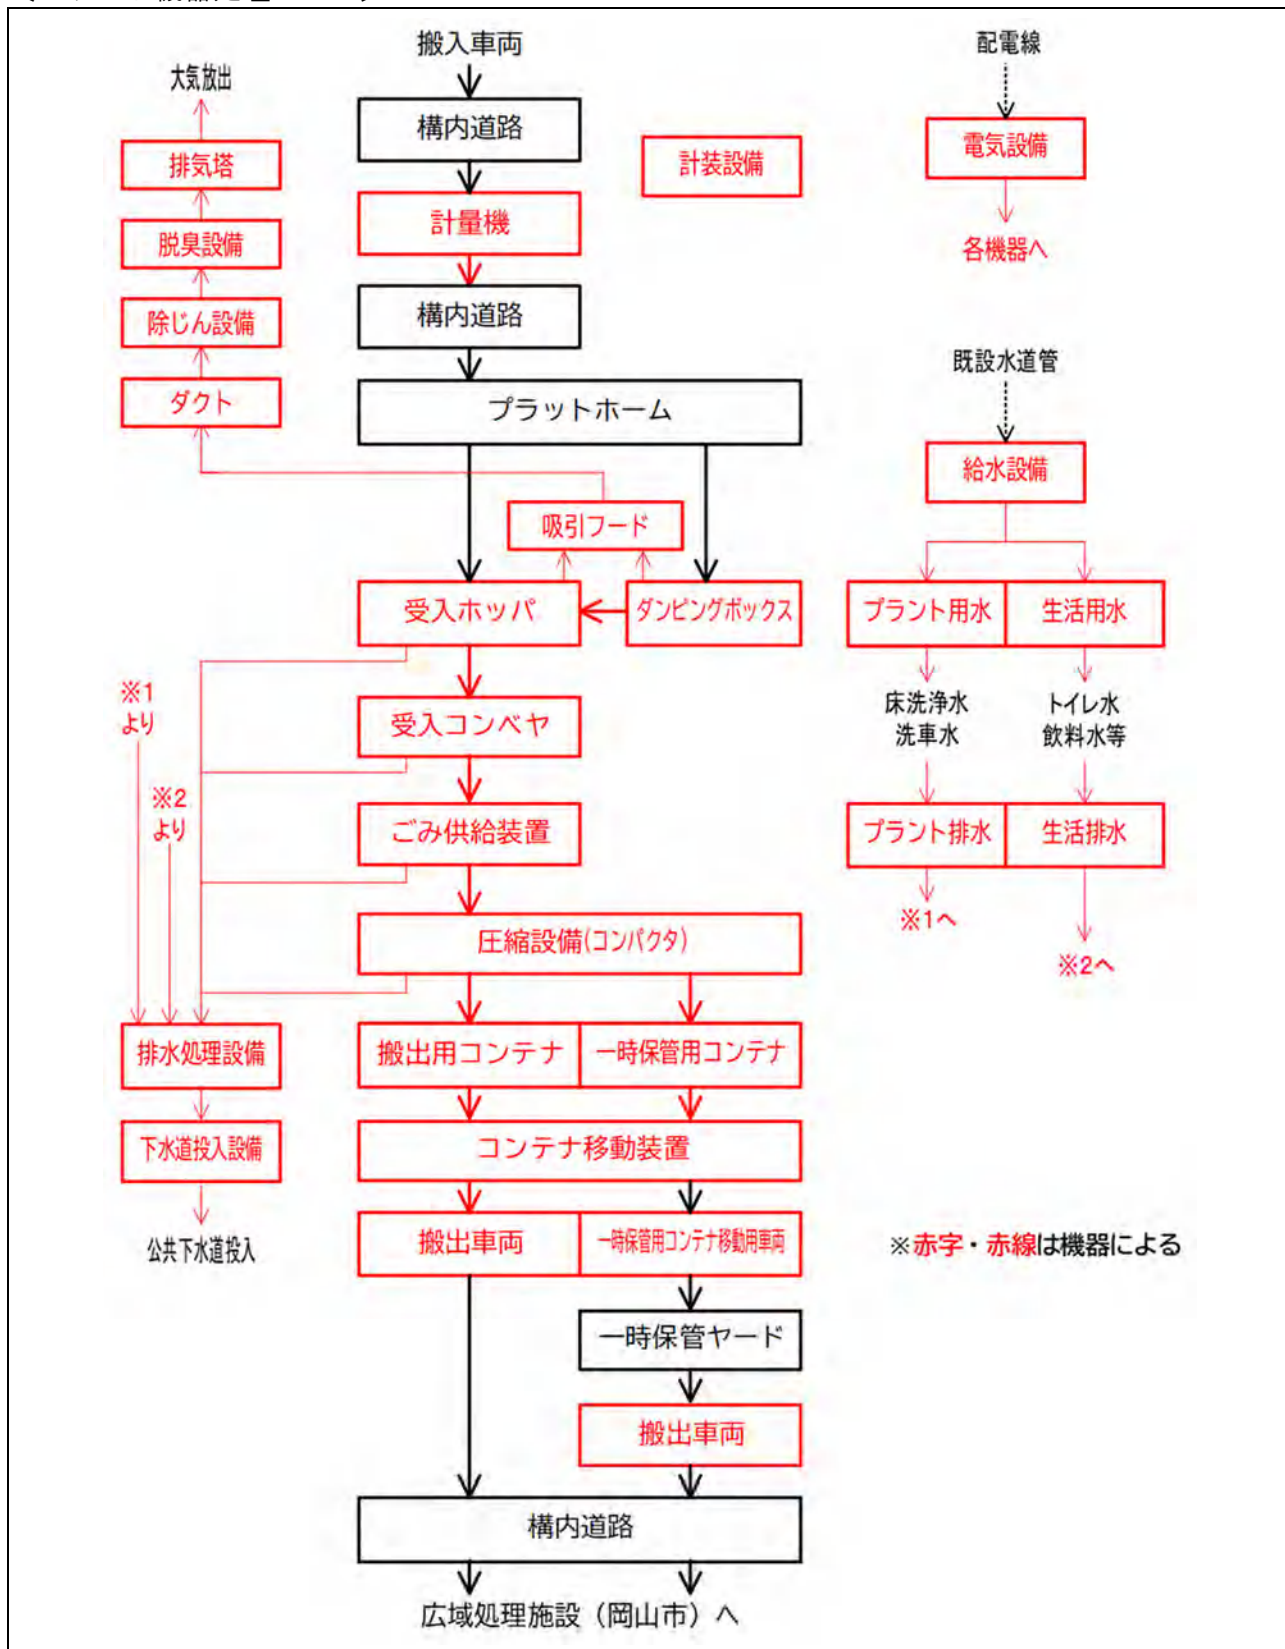 搬入車両
構内道路
計量機
構内道路
プラットホーム
吸引フード
受入ホッパ
ダンピングボックス
受入コンベヤ
ごみ供給装置
圧縮設備(コンパクタ)
搬出用コンテナ
一時保管用コンテナ
コンテナ移動装置
搬出車両
一時保管用コンテナ移動用車両
一時保管ヤード
搬出車両
構内道路
広域処理施設（岡山市）へ
大気放出
排気塔
脱臭設備
除じん設備
ダクト
※1
より
※2
より
排水処理設備
下水道投入設備
公共下水道投入
計装設備
配電線
電気設備
各機器へ
既設水道管
給水設備
プラント用水
生活用水
床洗浄水
洗車水
トイレ水
飲料水等
プラント排水
生活排水
※1へ
※2へ
※赤字・赤線は機器による